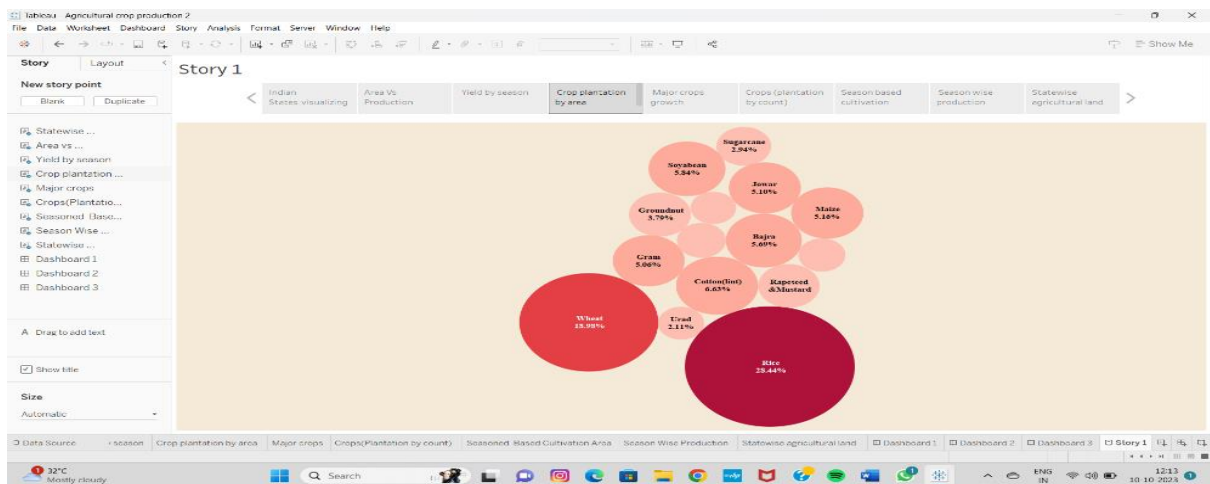 Tableau Agricultural crop production 2
File Data Worksheet Dashboard Story Analysis Format Server Window Help
Show Me
Story Layout
Story 1
New story point
Blank Duplicate
Indian States visualizing
Area Vs Production
Yield by season
Crop plantation by area
Major crops growth
Crops (plantation by count)
Season based cultivation
Season wise production
Statewise agricultural land
Statewise ...
Area vs ...
Yield by season
Crop plantation ...
Major crops
Crops(Plantatio...
Seasoned Base...
Season Wise ...
Statewise ...
Dashboard 1
Dashboard 2
Dashboard 3
A Drag to add text
Show title
Size
Automatic
Sugarcane
2.94%
Soyabean
5.84%
Jowar
5.10%
Groundnut
3.79%
Maize
5.16%
Bajra
5.69%
Gram
5.06%
Cotton(lint)
6.63%
Rapeseed
&Mustard
Wheat
18.98%
Urad
2.11%
Rice
28.44%
Data Source season Crop plantation by area Major crops Crops(Plantation by count) Seasoned Based Cultivation Area Season Wise Production Statewise agricultural land Dashboard 1 Dashboard 2 Dashboard 3 Story 1
1
32°C
Mostly cloudy
Search
ENG
IN
12:13
10-10-2023